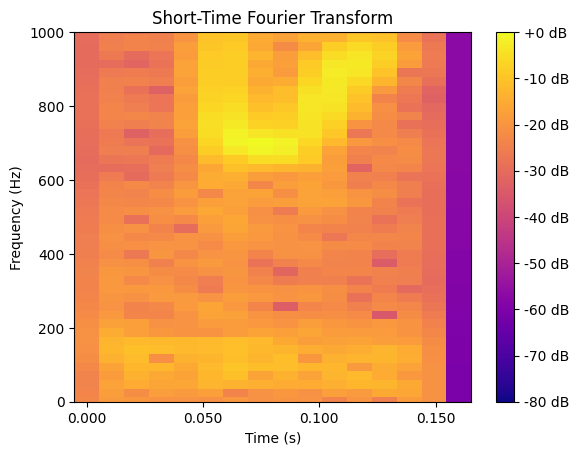 Short-Time Fourier Transform
1000
800
600
400
200
0
Frequency (Hz)
0.000
0.050
0.100
0.150
Time (s)
+0 dB
-10 dB
-20 dB
-30 dB
-40 dB
-50 dB
-60 dB
-70 dB
-80 dB